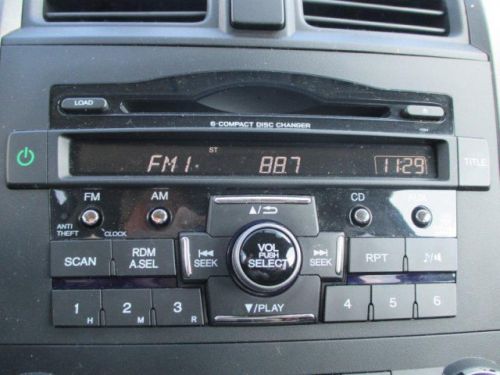 LOAD
6-COMPACT DISC CHANGER
ST
FM1 88.7 11:29
TITLE
FM AM CD
ANTI THEFT CLOCK
SCAN RDM A.SEL SEEK VOL PUSH SELECT SEEK RPT
▼/PLAY
1 H 2 M 3 R 4 5 6